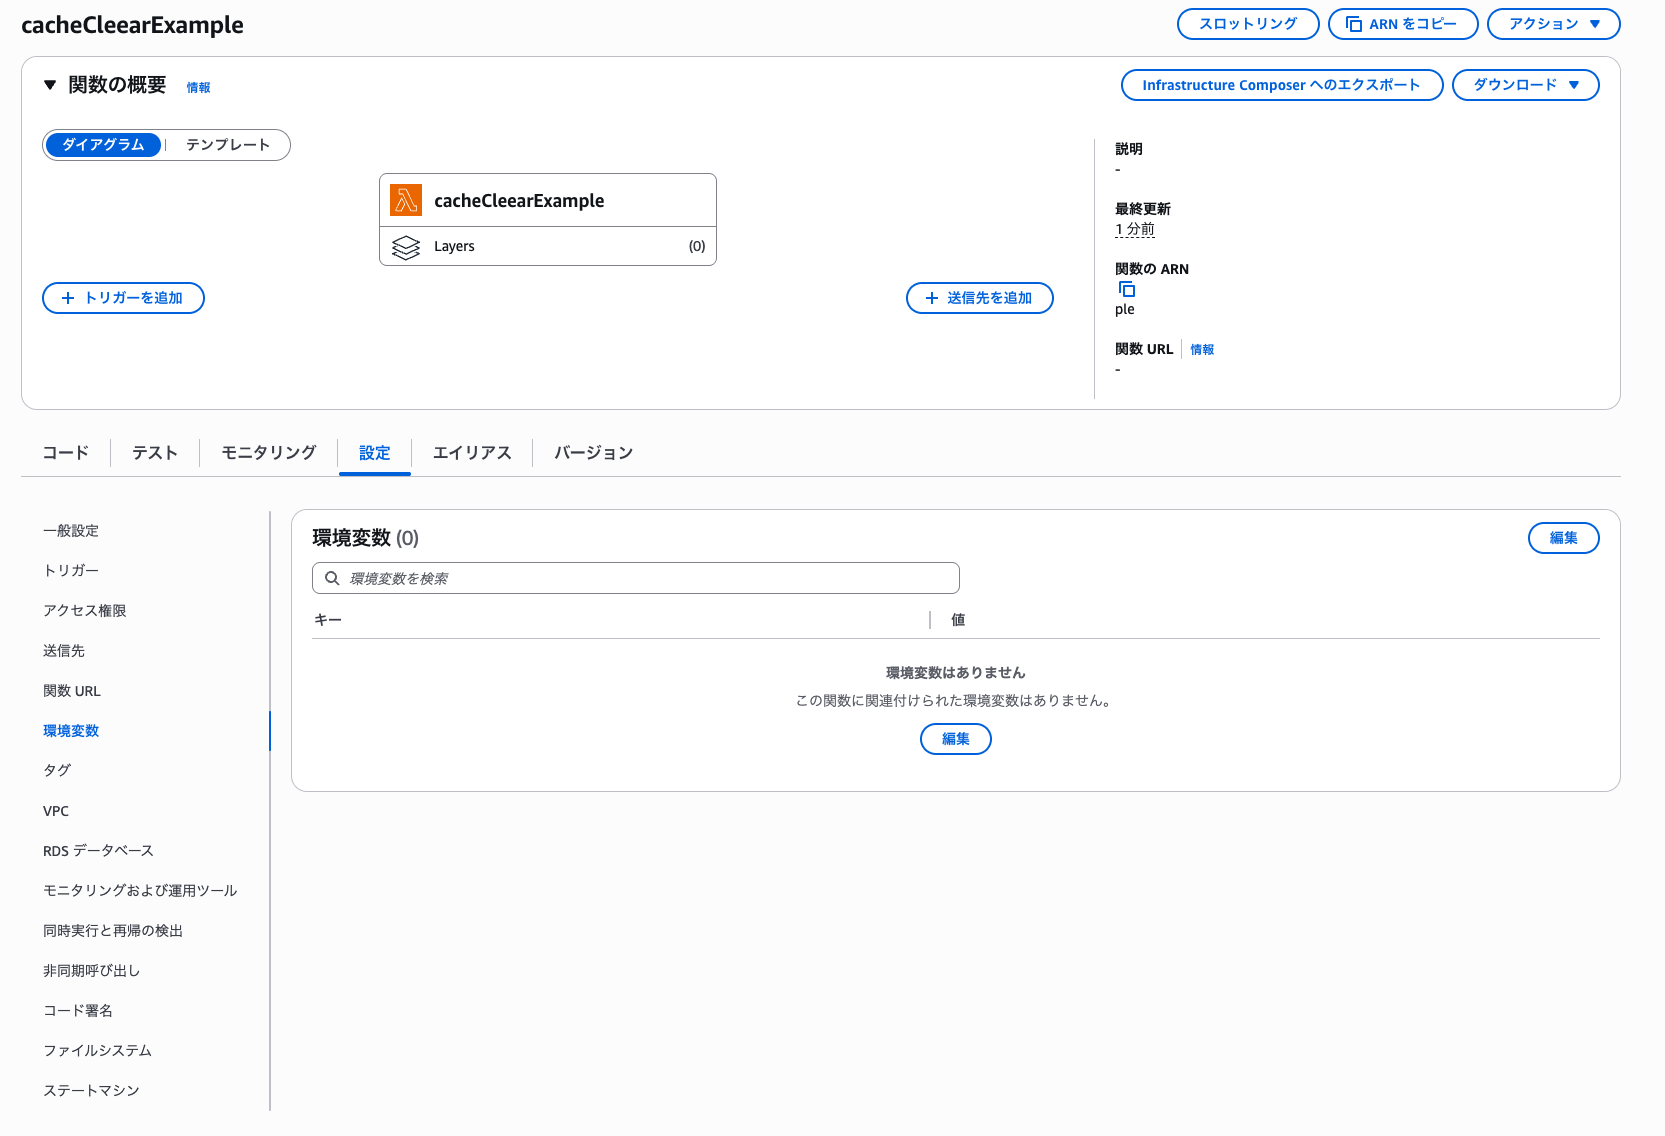 cacheCleearExample
スロットリング
ARN をコピー
アクション
関数の概要 情報
Infrastructure Composer へのエクスポート
ダウンロード
ダイアグラム
テンプレート
cacheCleearExample
Layers (0)
トリガーを追加
送信先を追加
説明
-
最終更新
1 分前
関数の ARN
ple
関数 URL 情報
-
コード
テスト
モニタリング
設定
エイリアス
バージョン
一般設定
トリガー
アクセス権限
送信先
関数 URL
環境変数
タグ
VPC
RDS データベース
モニタリングおよび運用ツール
同時実行と再帰の検出
非同期呼び出し
コード署名
ファイルシステム
ステートマシン
環境変数 (0)
編集
環境変数を検索
キー
値
環境変数はありません
この関数に関連付けられた環境変数はありません。
編集